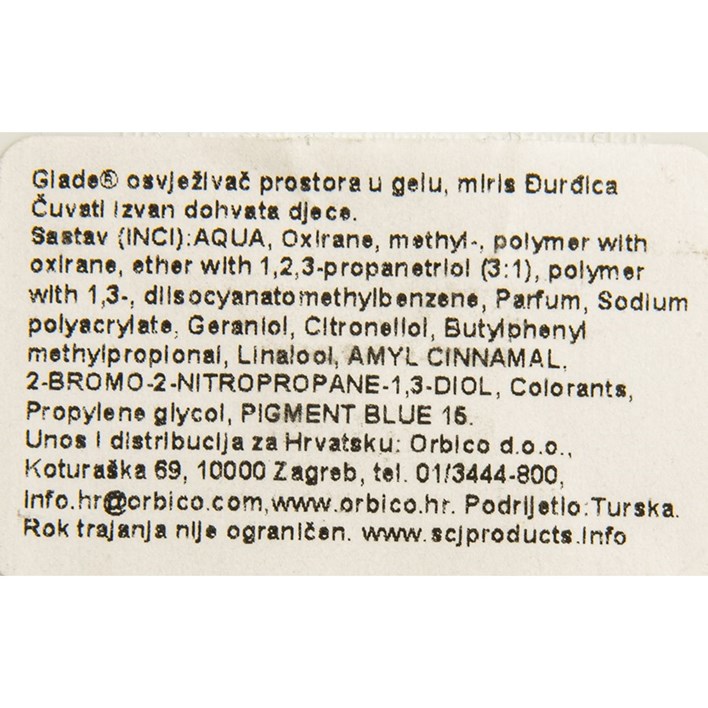 Glade® osvježivač prostora u gelu, miris Đurđica
Čuvati izvan dohvata djece.
Sastav (INCI):AQUA, Oxirane, methyl-, polymer with
oxirane, ether with 1,2,3-propanetriol (3:1), polymer
with 1,3-, diisocyanatomethylbenzene, Parfum, Sodium
polyacrylate, Geraniol, Citronellol, Butylphenyl
methylpropional, Linalool, AMYL CINNAMAL,
2-BROMO-2-NITROPROPANE-1,3-DIOL, Colorants,
Propylene glycol, PIGMENT BLUE 15.
Unos i distribucija za Hrvatsku: Orbico d.o.o.,
Koturaška 69, 10000 Zagreb, tel. 01/3444-800,
info.hr@orbico.com,www.orbico.hr. Podrijetlo:Turska.
Rok trajanja nije ograničen. www.scjproducts.info